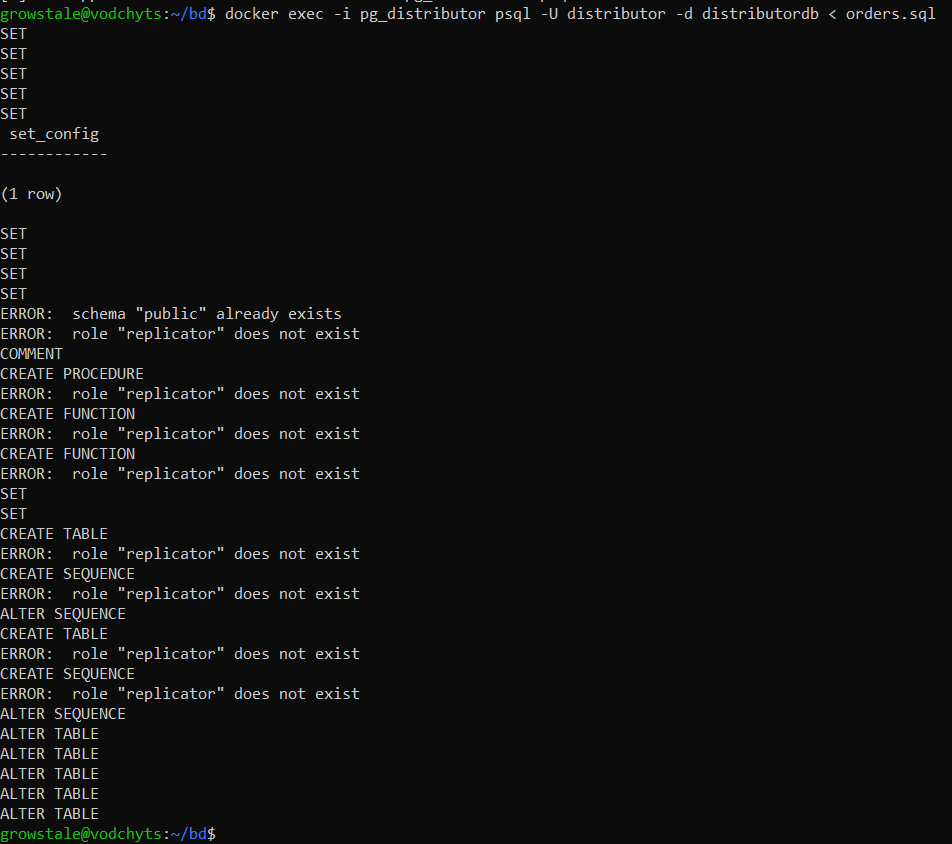 growstale@vodchyts:~/bd$ docker exec -i pg_distributor psql -U distributor -d distributordb < orders.sql
SET
SET
SET
SET
SET
 set_config
------------

(1 row)

SET
SET
SET
SET
ERROR:  schema "public" already exists
ERROR:  role "replicator" does not exist
COMMENT
CREATE PROCEDURE
ERROR:  role "replicator" does not exist
CREATE FUNCTION
ERROR:  role "replicator" does not exist
CREATE FUNCTION
ERROR:  role "replicator" does not exist
SET
SET
CREATE TABLE
ERROR:  role "replicator" does not exist
CREATE SEQUENCE
ERROR:  role "replicator" does not exist
ALTER SEQUENCE
CREATE TABLE
ERROR:  role "replicator" does not exist
CREATE SEQUENCE
ERROR:  role "replicator" does not exist
ALTER SEQUENCE
ALTER TABLE
ALTER TABLE
ALTER TABLE
ALTER TABLE
ALTER TABLE
growstale@vodchyts:~/bd$